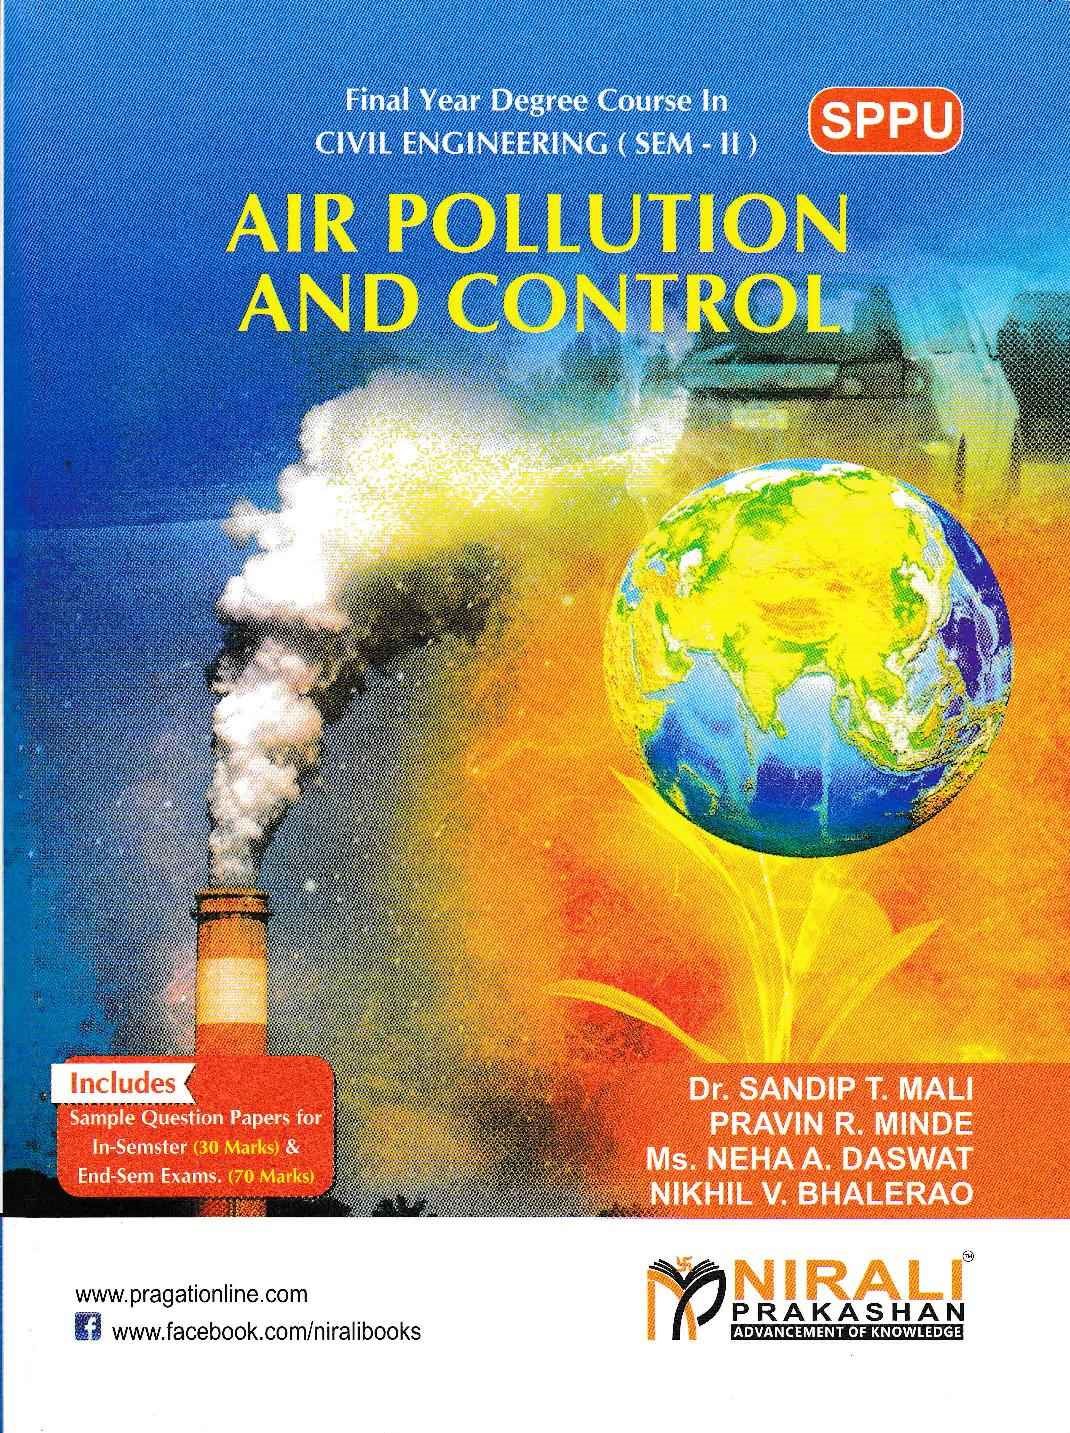 Final Year Degree Course In
CIVIL ENGINEERING ( SEM - II )
SPPU
AIR POLLUTION
AND CONTROL
Includes
Sample Question Papers for
In-Semster (30 Marks) &
End-Sem Exams. (70 Marks)
Dr. SANDIP T. MALI
PRAVIN R. MINDE
Ms. NEHA A. DASWAT
NIKHIL V. BHALERAO
www.pragationline.com
f www.facebook.com/niralibooks
NIRALI ™
PRAKASHAN
ADVANCEMENT OF KNOWLEDGE